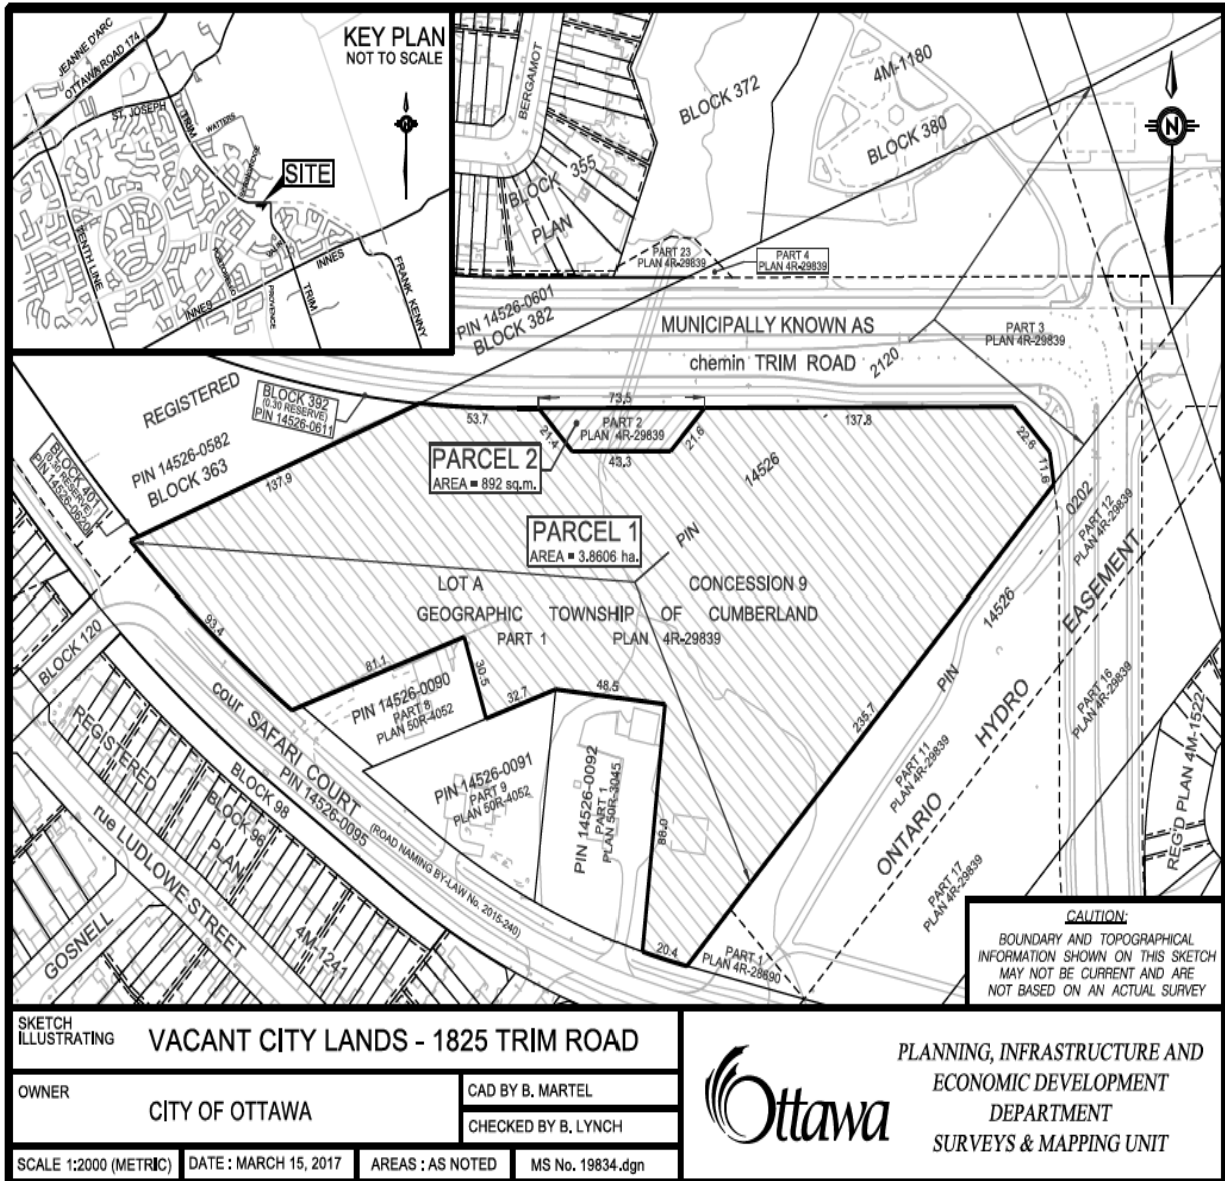 KEY PLAN
NOT TO SCALE
JEANNE D'ARC
OTTAWA ROAD 174
ST. JOSEPH
TRIM
WATTERS
SITE
TENTH LINE
PORTOBELLO
INNES
INNES
PROVENCE
TRIM
FRANK KENNY
BERGAMOT
BLOCK 355
PLAN
BLOCK 372
4M-1180
BLOCK 380
N
PART 23
PLAN 4R-29839
PART 4
PLAN 4R-29839
PIN 14526-0601
BLOCK 382
MUNICIPALLY KNOWN AS
chemin TRIM ROAD
2120
PART 3
PLAN 4R-29839
REGISTERED
BLOCK 392
(0.30 RESERVE)
PIN 14526-0611
PIN 14526-0582
BLOCK 363
BLOCK 401
(0.30 RESERVE)
PIN 14526-0620
137.9
53.7
73.5
137.8
21.4
PART 2
PLAN 4R-29839
21.6
43.3
22.6
11.6
PARCEL 2
AREA = 892 sq.m.
14526
PIN
PARCEL 1
AREA = 3.8606 ha.
LOT A
CONCESSION 9
GEOGRAPHIC TOWNSHIP OF CUMBERLAND
PART 1 PLAN 4R-29839
0202
14526
PIN
PART 12
PLAN 4R-29839
ONTARIO HYDRO EASEMENT
PART 16
PLAN 4R-29839
PART 11
PLAN 4R-29839
PART 17
PLAN 4R-29839
REG'D PLAN 4M-1522
93.4
81.1
30.5
32.7
48.5
235.7
88.0
20.4
PIN 14526-0090
PART 8
PLAN 50R-4052
PIN 14526-0091
PART 9
PLAN 50R-4052
PIN 14526-0092
PART 1
PLAN 50R-3045
PART 1
PLAN 4R-28690
BLOCK 120
cour SAFARI COURT
PIN 14526-0095
(ROAD NAMING BY-LAW No. 2015-240)
REGISTERED
BLOCK 98
BLOCK 96
PLAN
4M-1241
rue LUDLOWE STREET
GOSNELL
CAUTION:
BOUNDARY AND TOPOGRAPHICAL
INFORMATION SHOWN ON THIS SKETCH
MAY NOT BE CURRENT AND ARE
NOT BASED ON AN ACTUAL SURVEY
SKETCH
ILLUSTRATING
VACANT CITY LANDS - 1825 TRIM ROAD
OWNER
CITY OF OTTAWA
CAD BY B. MARTEL
CHECKED BY B. LYNCH
SCALE 1:2000 (METRIC)
DATE : MARCH 15, 2017
AREAS : AS NOTED
MS No. 19834.dgn
Ottawa
PLANNING, INFRASTRUCTURE AND
ECONOMIC DEVELOPMENT
DEPARTMENT
SURVEYS & MAPPING UNIT